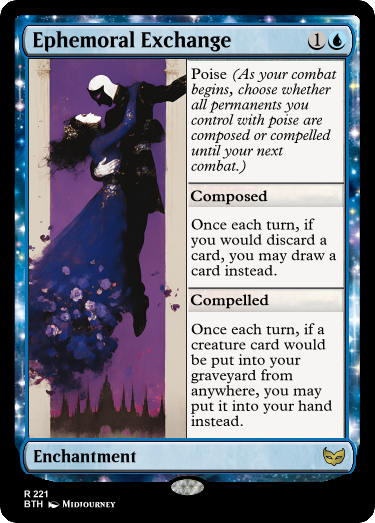 Ephemoral Exchange 1
Poise (As your combat
begins, choose whether
all permanents you
control with poise are
composed or compelled
until your next
combat.)
Composed
Once each turn, if
you would discard a
card, you may draw a
card instead.
Compelled
Once each turn, if a
creature card would
be put into your
graveyard from
anywhere, you may
put it into your hand
instead.
Enchantment
R 221
BTH Midjourney